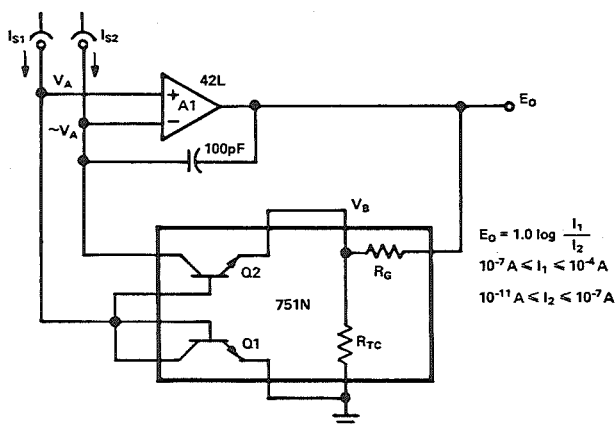 I_S1
I_S2
V_A
42L
+
A1
−
~V_A
100pF
E_O
V_B
Q2
R_G
751N
Q1
R_TC
E_O = 1.0 log I_1 / I_2
10^-7 A ≤ I_1 ≤ 10^-4 A
10^-11 A ≤ I_2 ≤ 10^-7 A